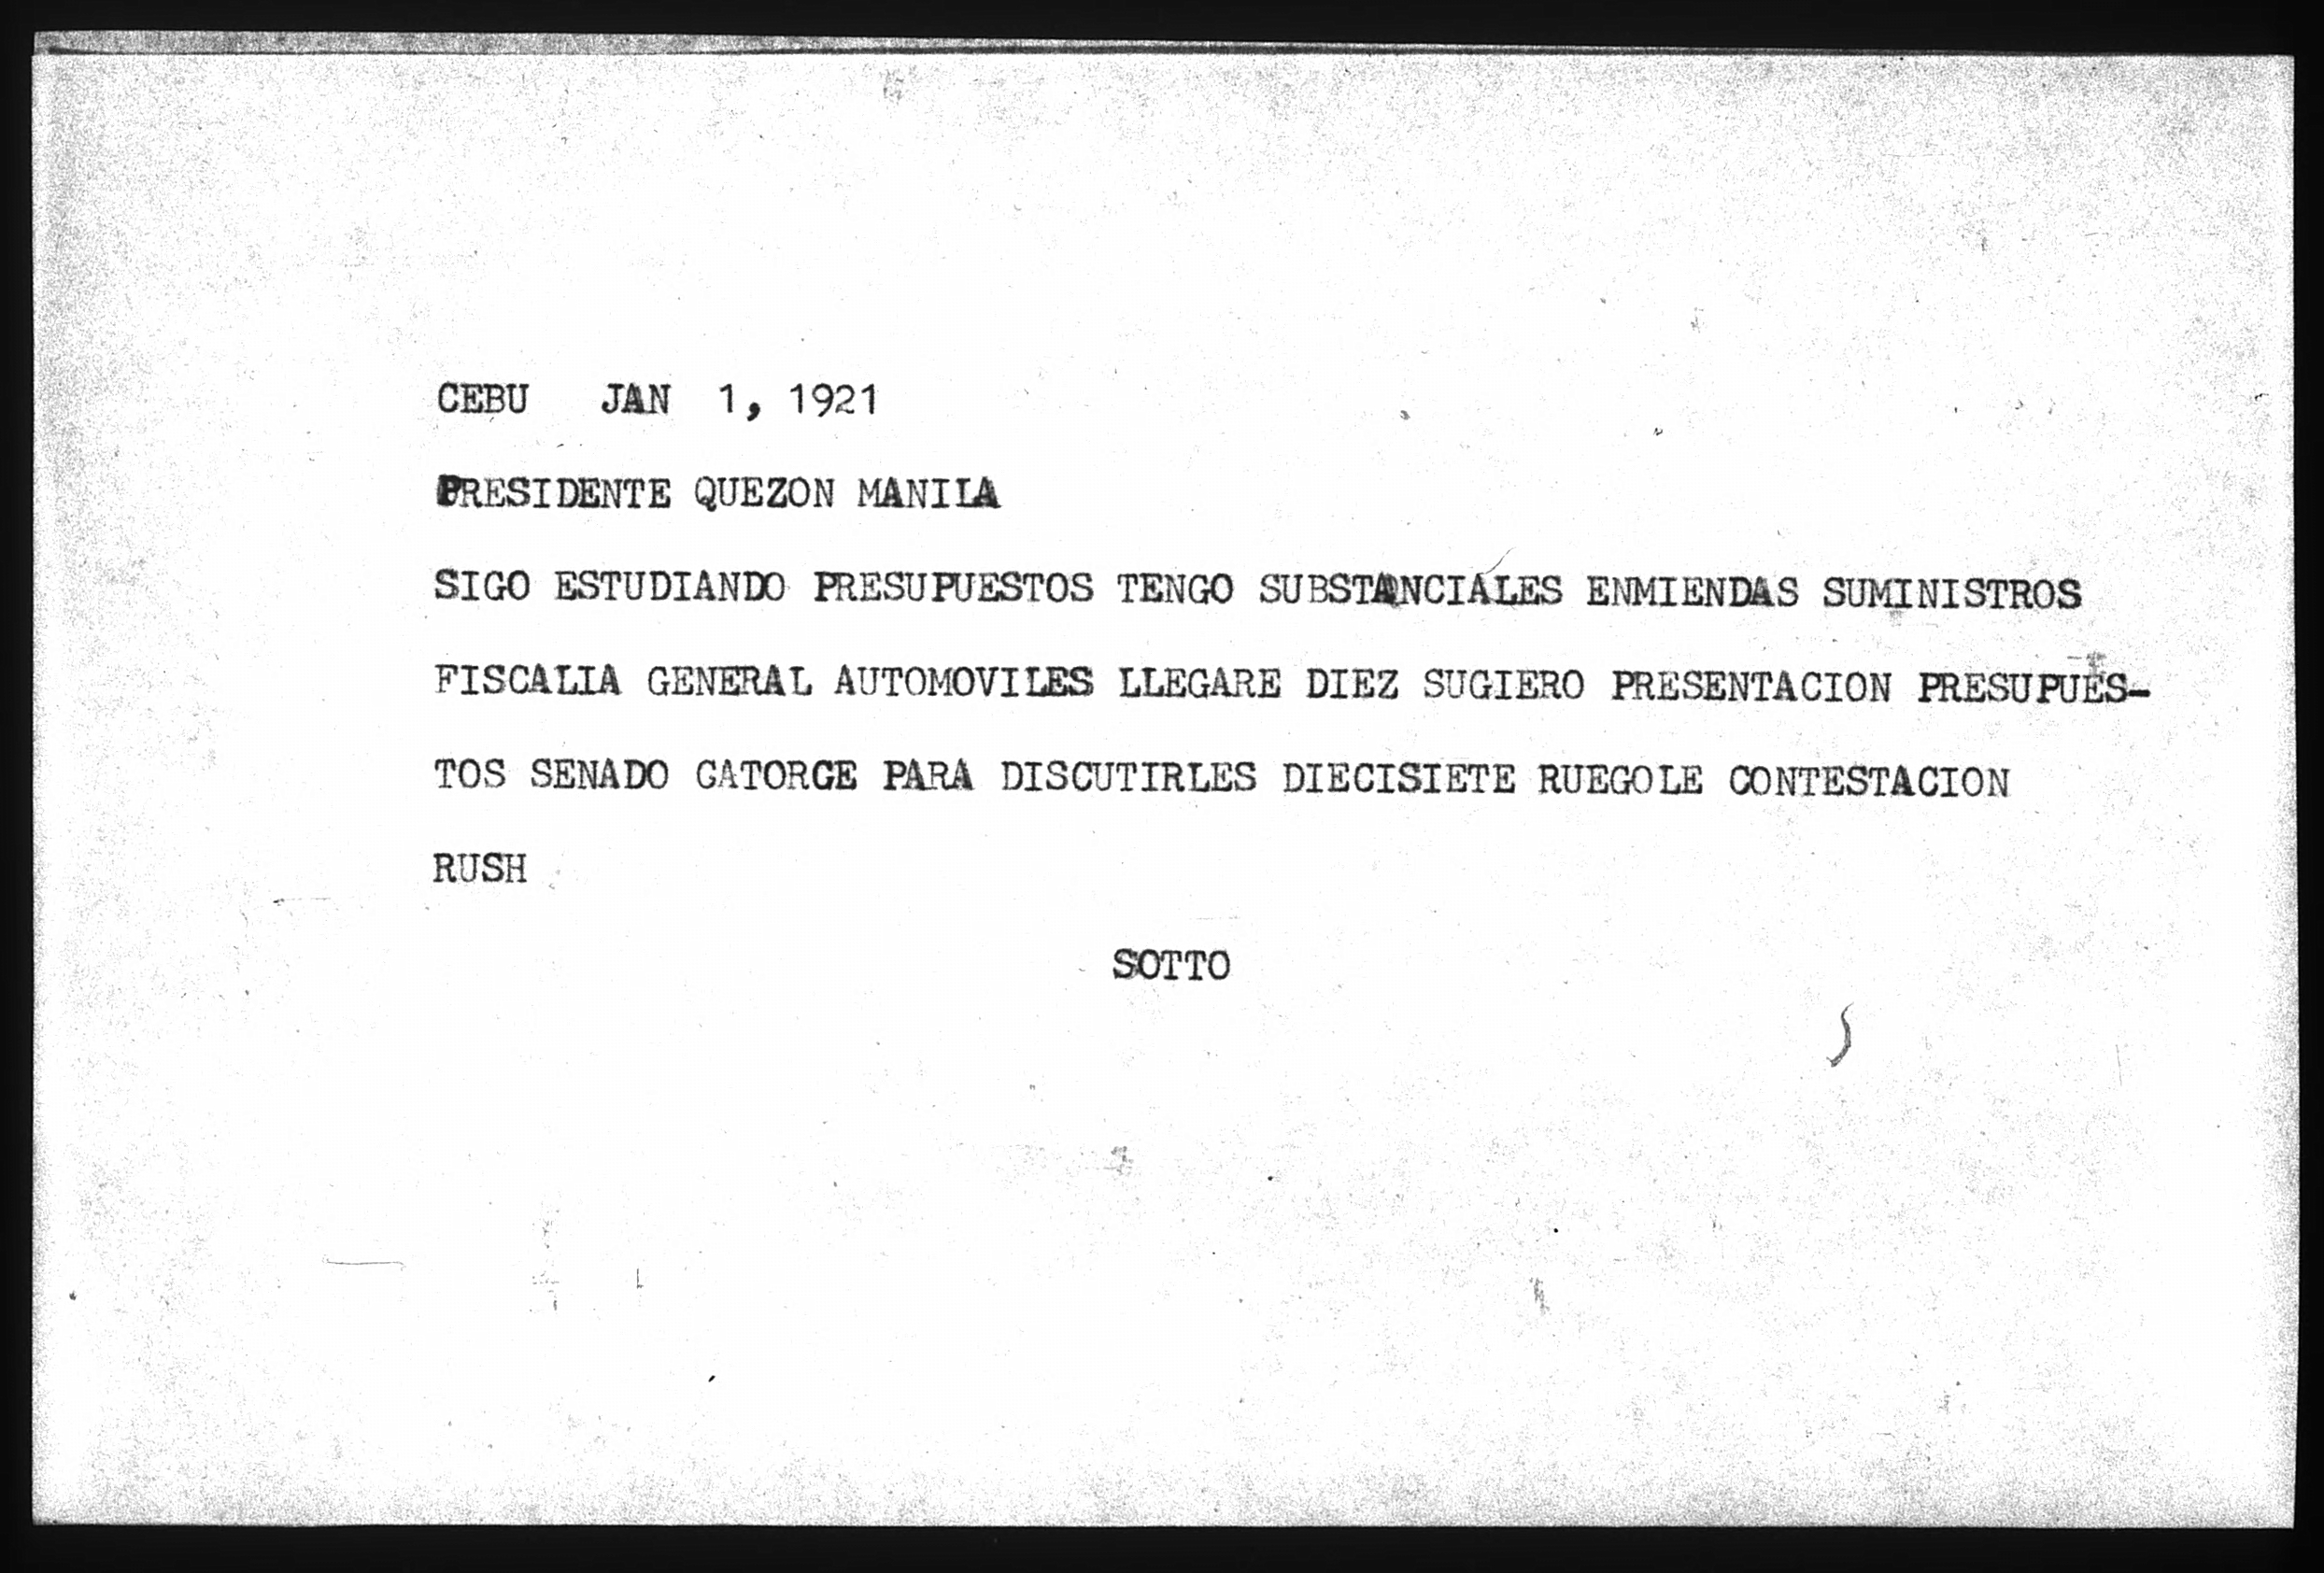 CEBU JAN 1, 1921
PRESIDENTE QUEZON MANILA
SIGO ESTUDIANDO PRESUPUESTOS TENGO SUBSTANCIALES ENMIENDAS SUMINISTROS
FISCALIA GENERAL AUTOMOVILES LLEGARE DIEZ SUGIERO PRESENTACION PRESUPUES-
TOS SENADO CATORCE PARA DISCUTIRLES DIECISIETE RUEGOLE CONTESTACION
RUSH
SOTTO